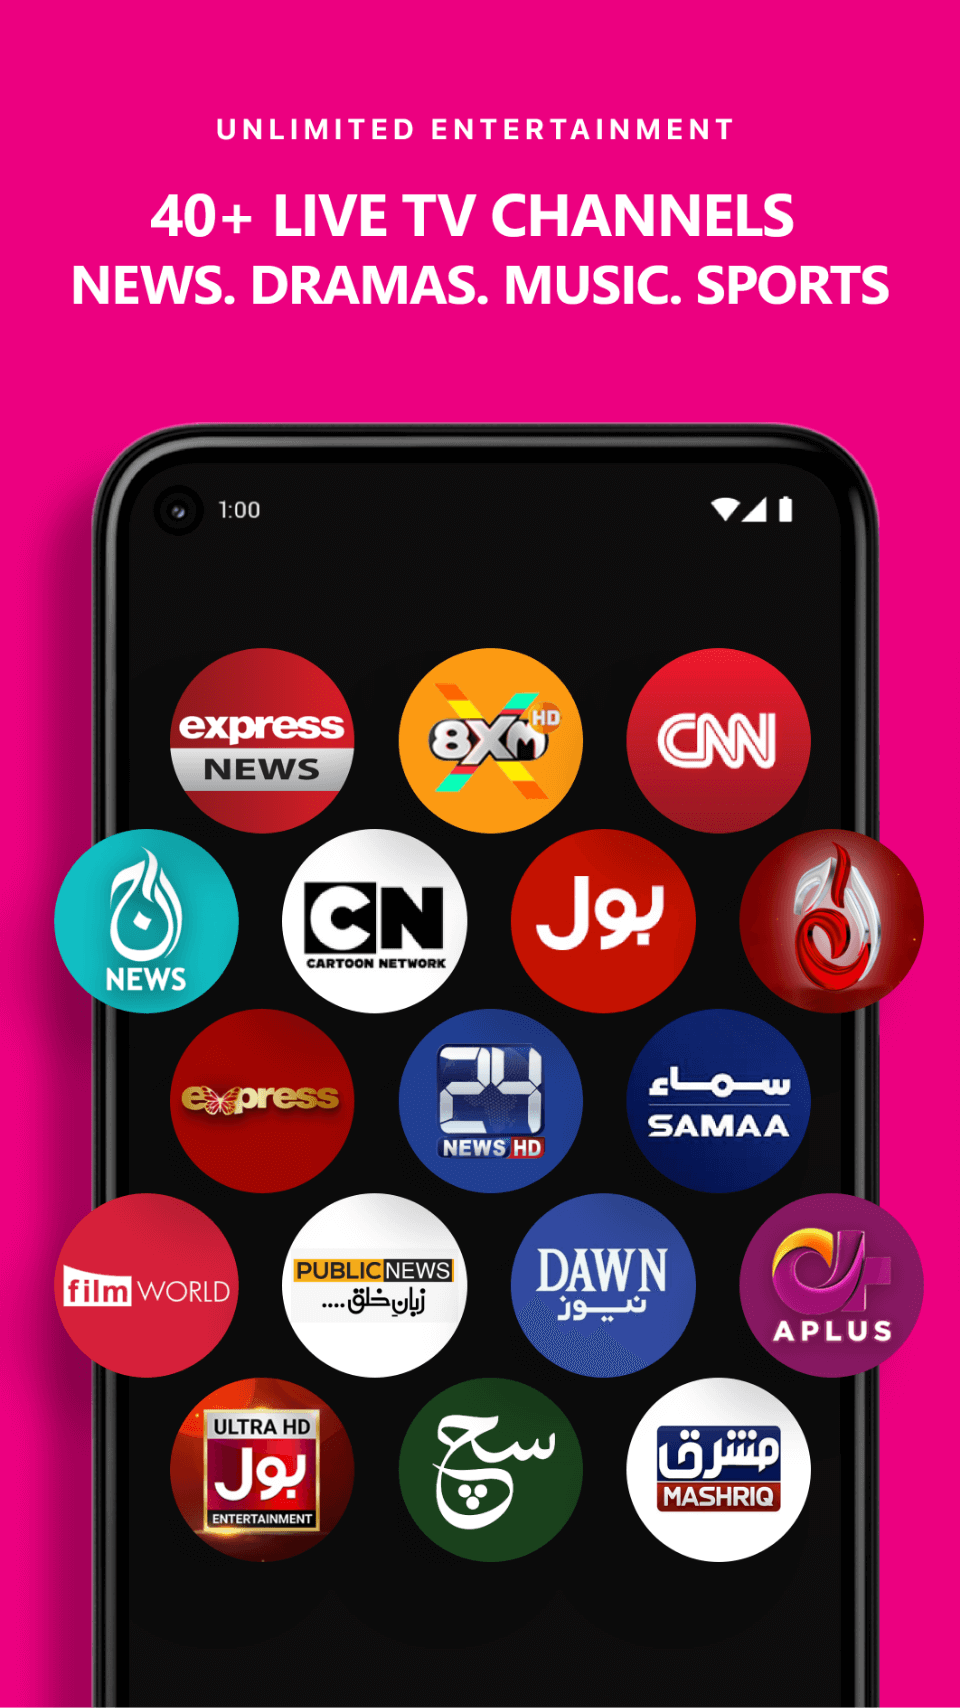 UNLIMITED ENTERTAINMENT
40+ LIVE TV CHANNELS
NEWS. DRAMAS. MUSIC. SPORTS
1:00
express
NEWS
8XM HD
CNN
آج
NEWS
CN
CARTOON NETWORK
بول
express
24
NEWS HD
سماء
SAMAA
film WORLD
PUBLIC NEWS
زبانِ خلق ....
DAWN
نیوز
APLUS
ULTRA HD
بول
ENTERTAINMENT
سچ
مشرق
MASHRIQ